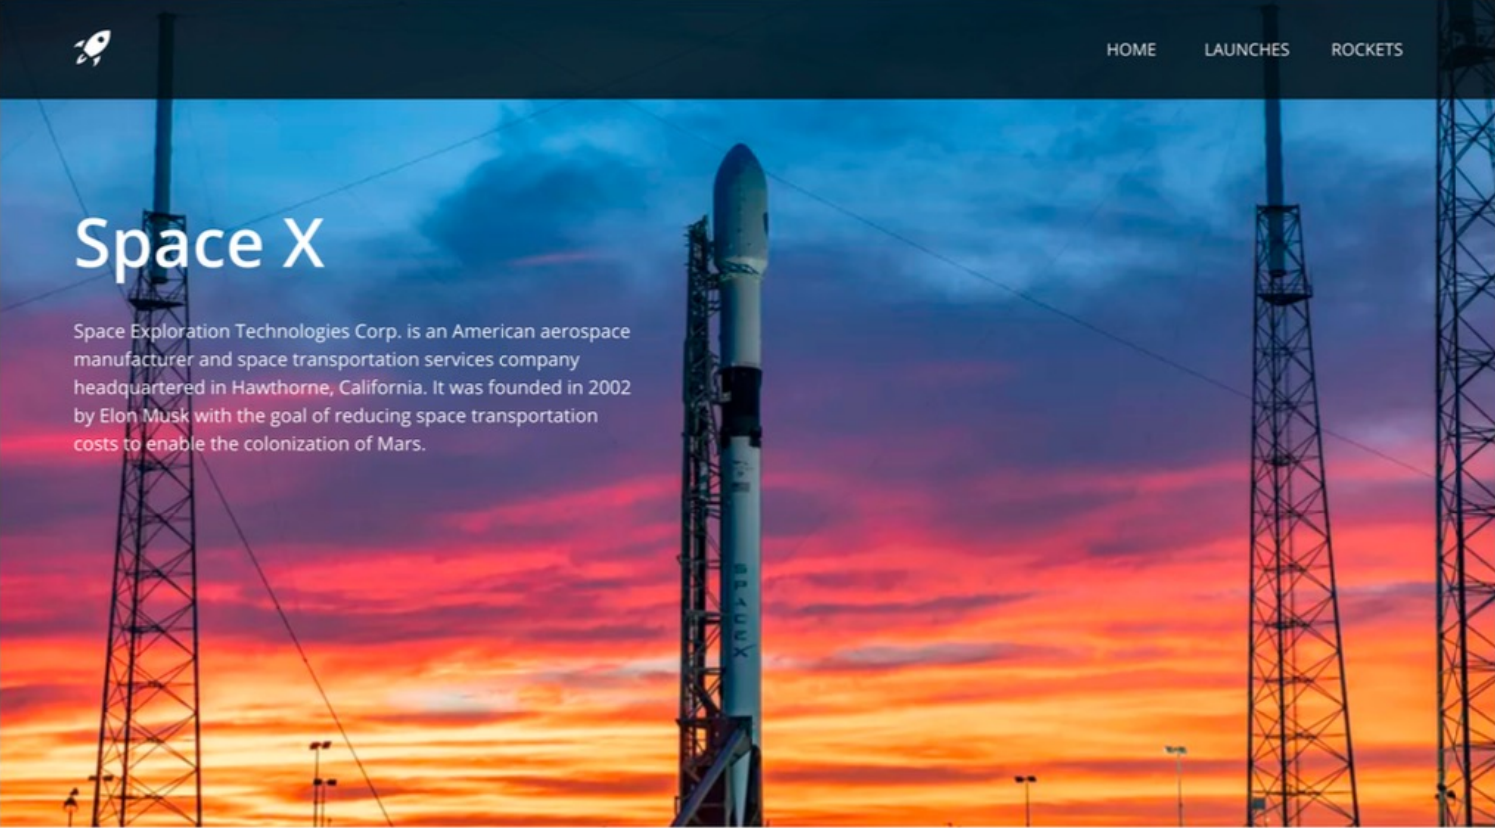 HOME LAUNCHES ROCKETS
Space X
Space Exploration Technologies Corp. is an American aerospace
manufacturer and space transportation services company
headquartered in Hawthorne, California. It was founded in 2002
by Elon Musk with the goal of reducing space transportation
costs to enable the colonization of Mars.
SPACEX